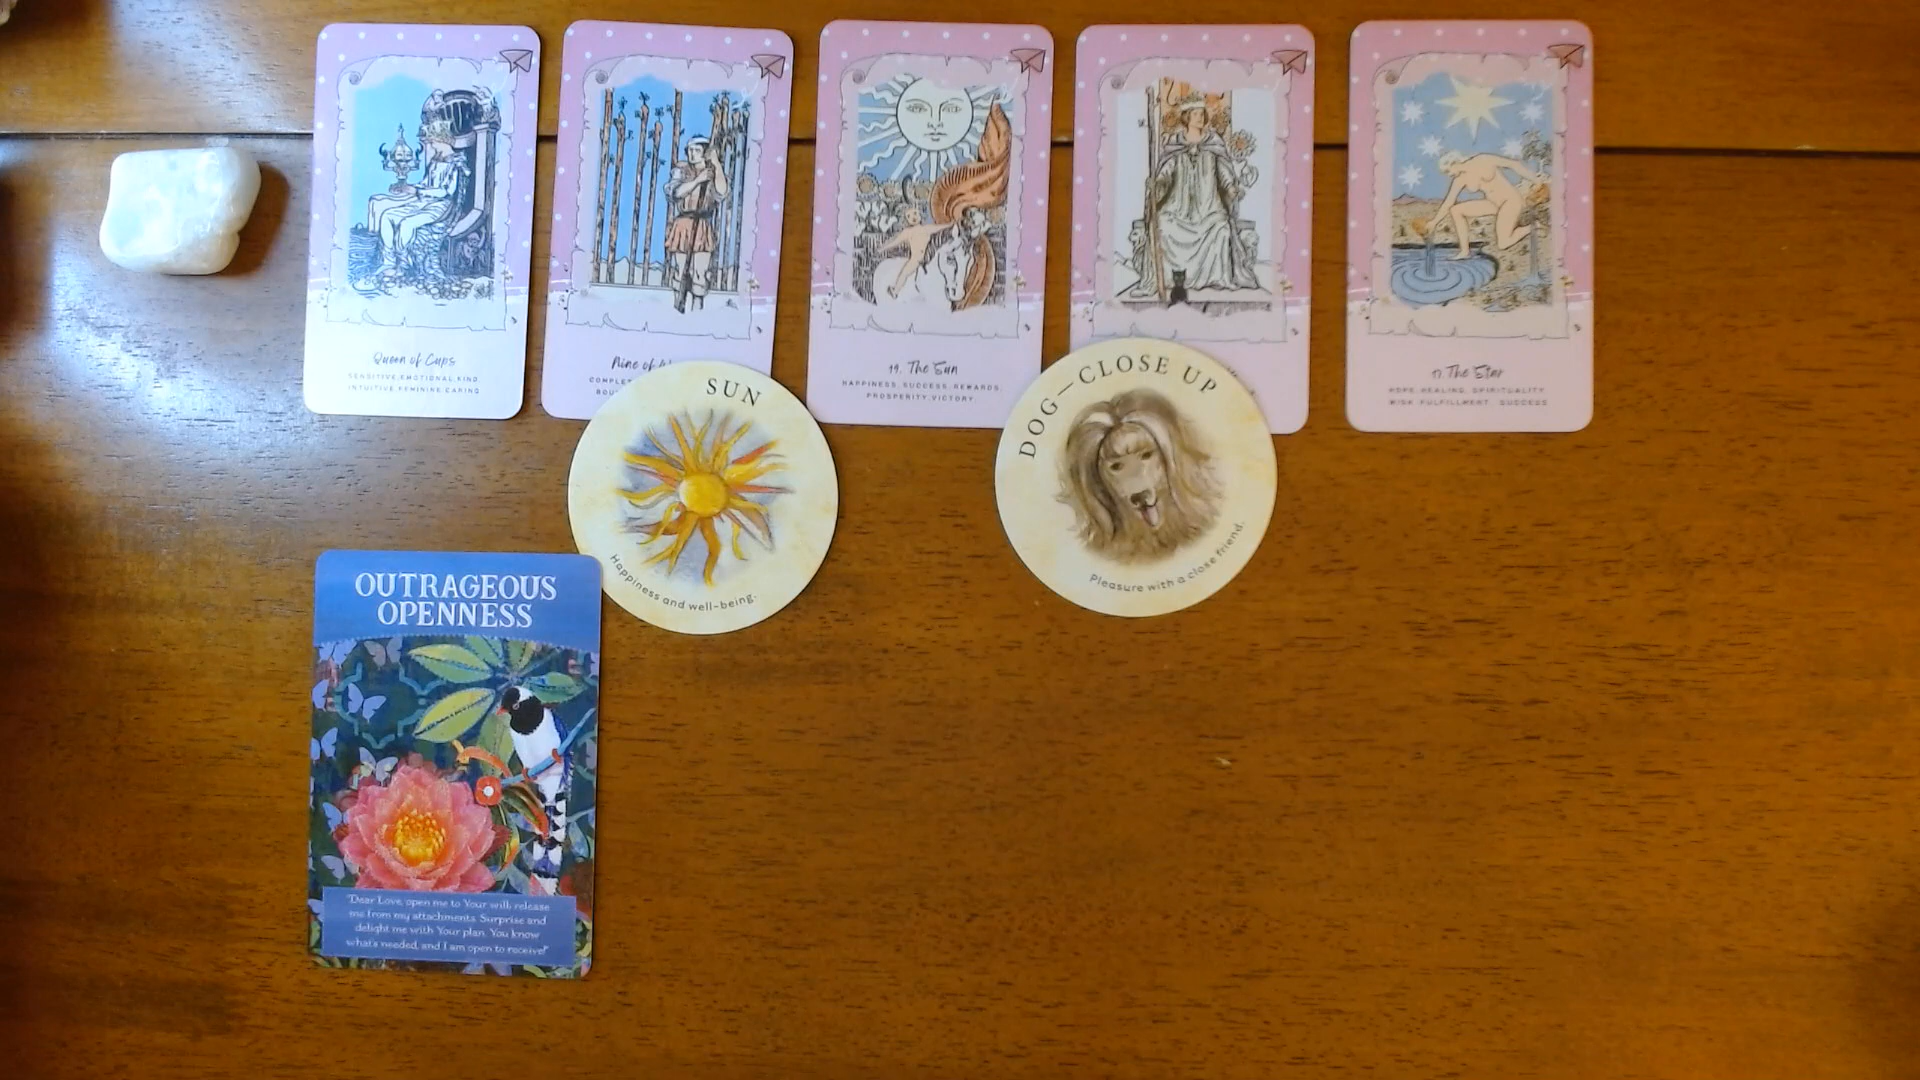 Queen of Cups
SENSITIVE.EMOTIONAL.KIND
INTUITIVE.FEMININE.CARING
Nine of
19. The Sun
HAPPINESS. SUCCESS. REWARDS.
PROSPERITY. VICTORY.
17. The Star
HOPE. HEALING. SPIRITUALITY
WISH FULFILLMENT. SUCCESS
SUN
Happiness and well-being.
DOG—CLOSE UP
Pleasure with a close friend.
OUTRAGEOUS
OPENNESS
"Dear Love, open me to Your will; release
me from my attachments. Surprise and
delight me with Your plan. You know
what's needed, and I am open to receive!"